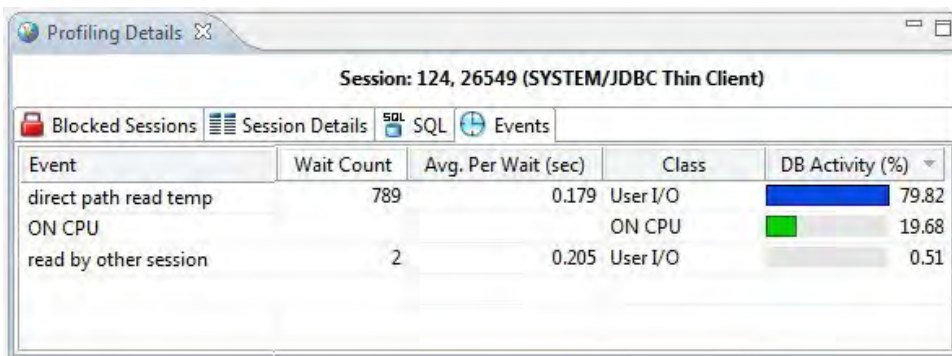 Profiling Details
Session: 124, 26549 (SYSTEM/JDBC Thin Client)
Blocked Sessions Session Details SQL SQL Events
Event Wait Count Avg. Per Wait (sec) Class DB Activity (%)
direct path read temp 789 0.179 User I/O 79.82
ON CPU ON CPU 19.68
read by other session 2 0.205 User I/O 0.51